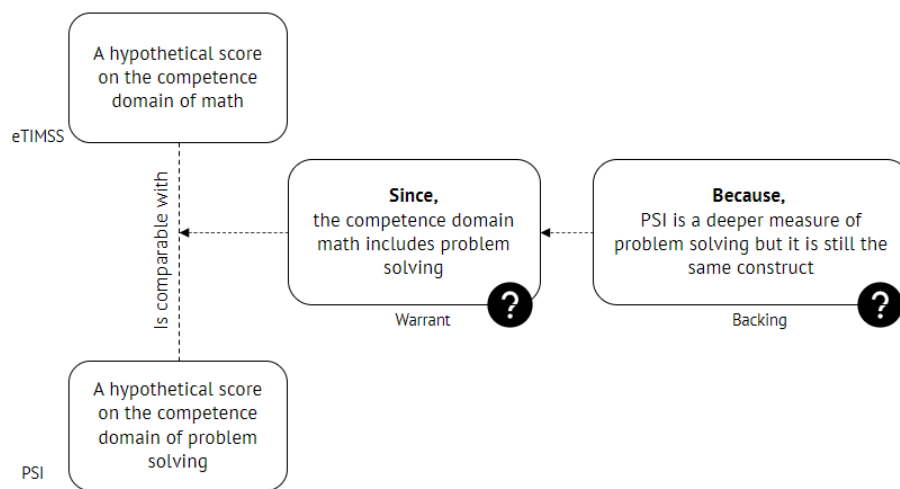 A hypothetical score
on the competence
domain of math
eTIMSS
Is comparable with
Since,
the competence domain
math includes problem
solving
?
Warrant
Because,
PSI is a deeper measure of
problem solving but it is still the
same construct
?
Backing
A hypothetical score
on the competence
domain of problem
solving
PSI